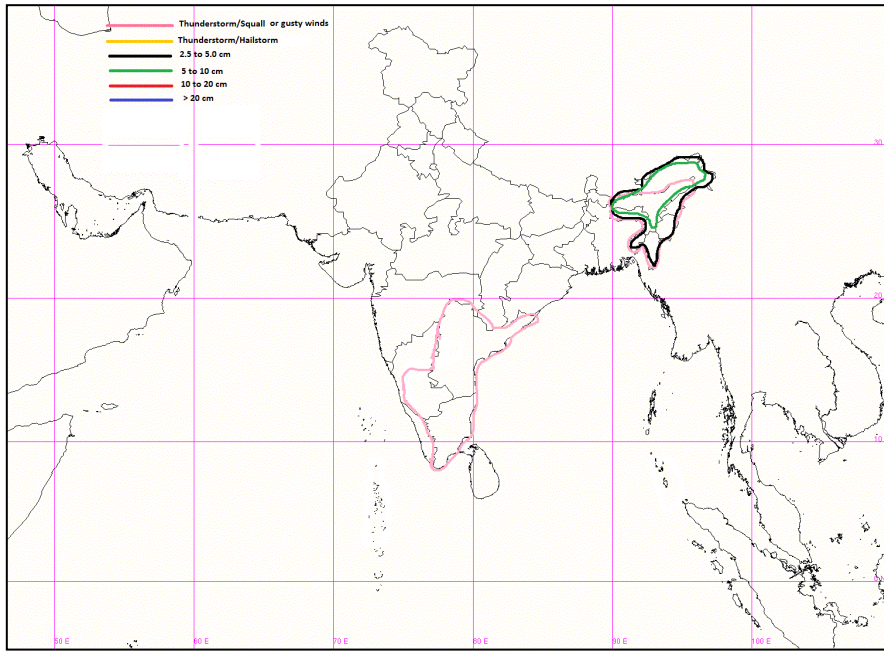 Thunderstorm/Squall or gusty winds
Thunderstorm/Hailstorm
2.5 to 5.0 cm
5 to 10 cm
10 to 20 cm
> 20 cm
30
20
10
50 E
60 E
70 E
80 E
90 E
100 E